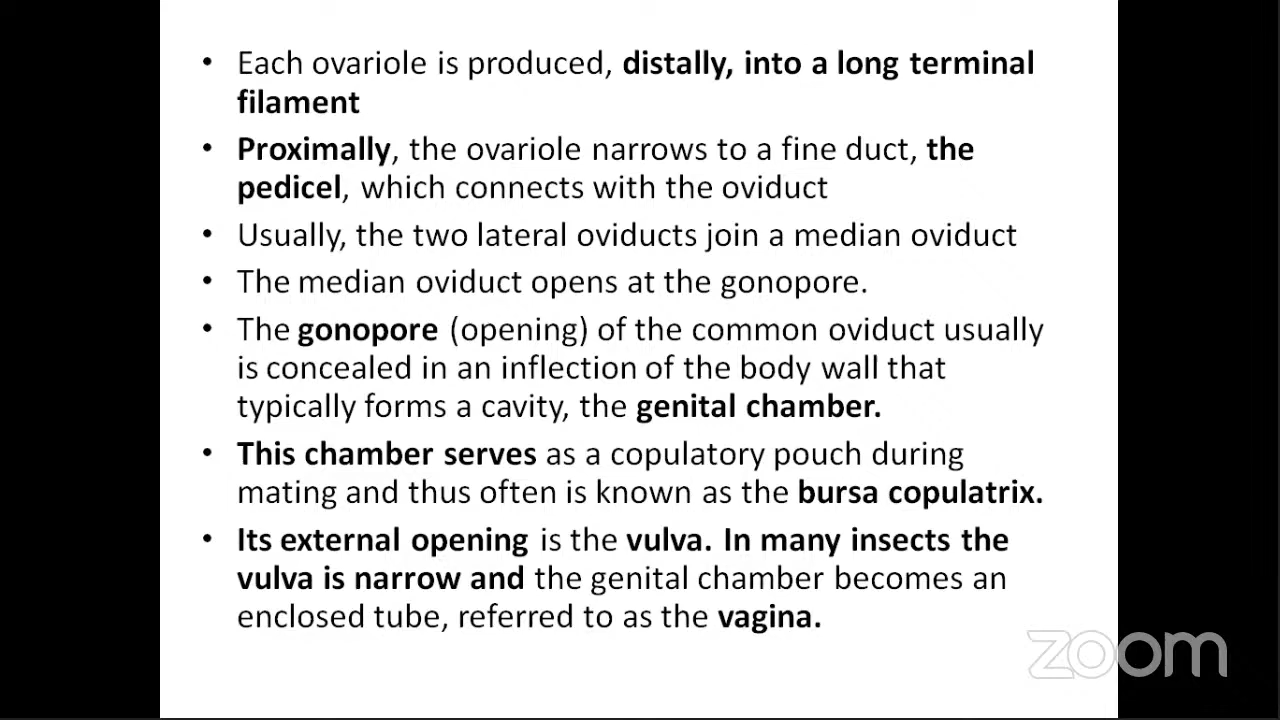 • Each ovariole is produced, distally, into a long terminal
filament
• Proximally, the ovariole narrows to a fine duct, the
pedicel, which connects with the oviduct
• Usually, the two lateral oviducts join a median oviduct
• The median oviduct opens at the gonopore.
• The gonopore (opening) of the common oviduct usually
is concealed in an inflection of the body wall that
typically forms a cavity, the genital chamber.
• This chamber serves as a copulatory pouch during
mating and thus often is known as the bursa copulatrix.
• Its external opening is the vulva. In many insects the
vulva is narrow and the genital chamber becomes an
enclosed tube, referred to as the vagina.
zoom